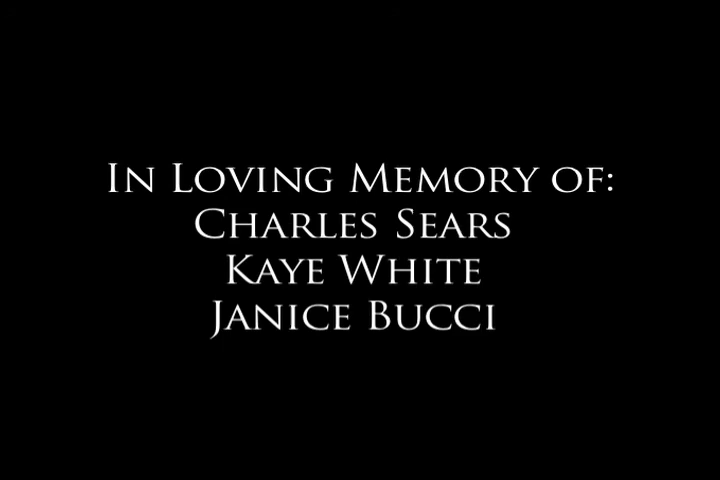 In Loving Memory of:
Charles Sears
Kaye White
Janice Bucci